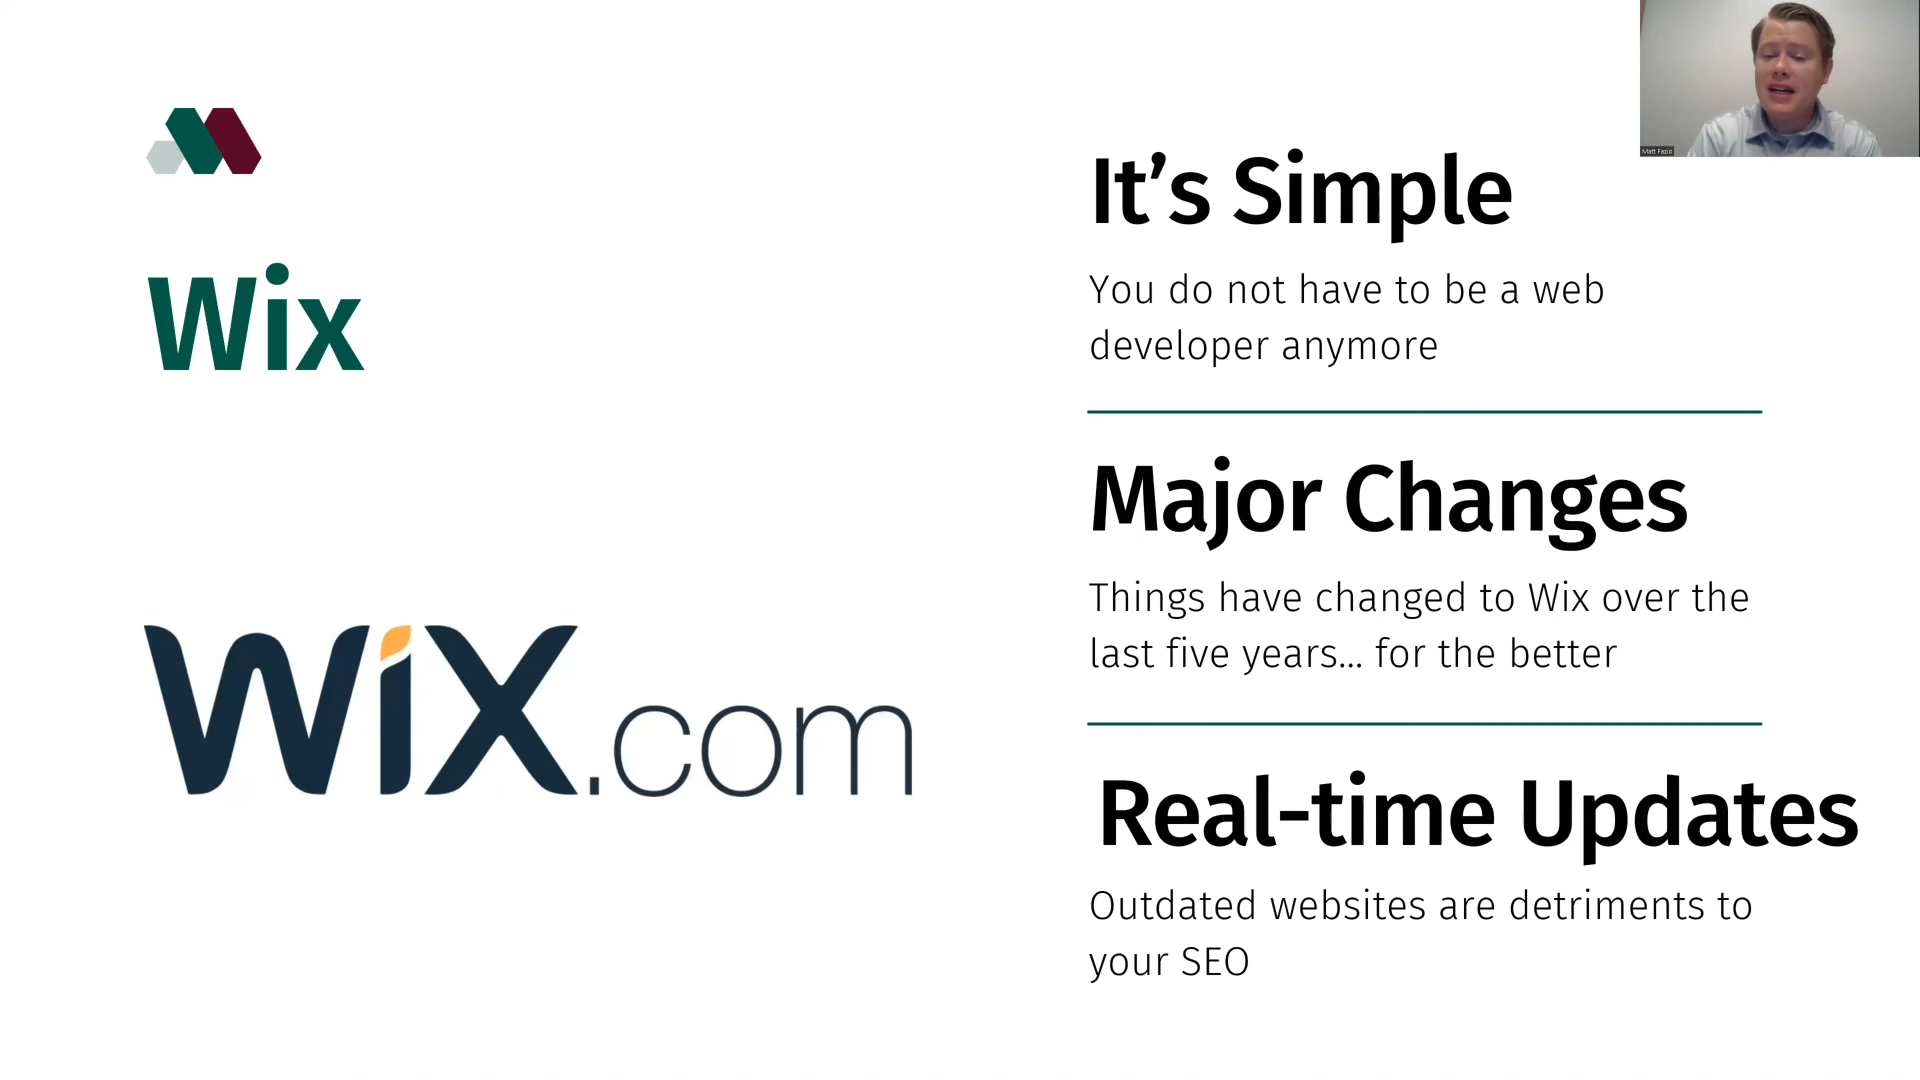 Wix
WiX.com
It’s Simple
You do not have to be a web
developer anymore
Major Changes
Things have changed to Wix over the
last five years... for the better
Real-time Updates
Outdated websites are detriments to
your SEO
Matt Fazio